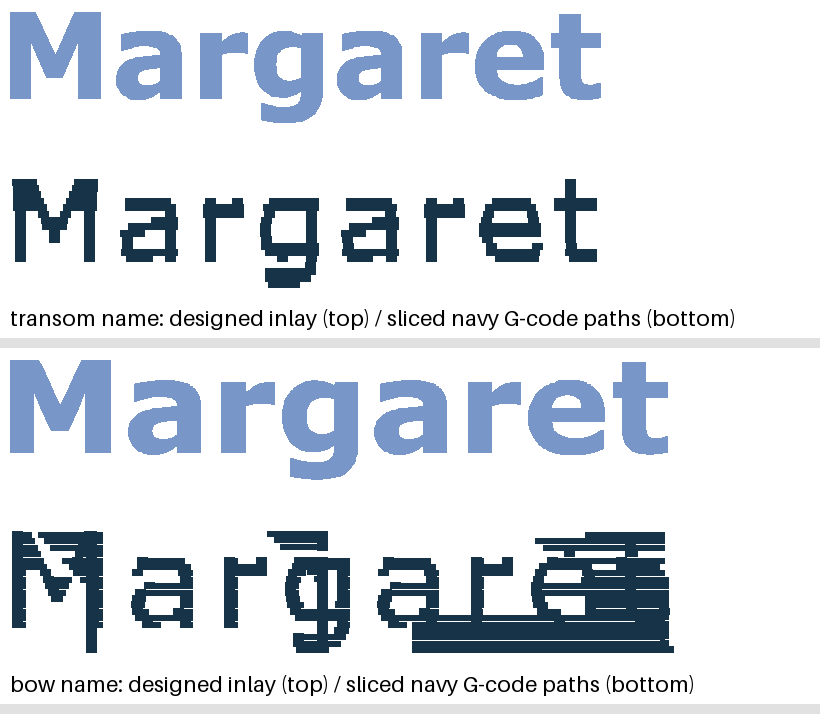 Margaret
Margaret
transom name: designed inlay (top) / sliced navy G-code paths (bottom)
Margaret
Margaret
bow name: designed inlay (top) / sliced navy G-code paths (bottom)